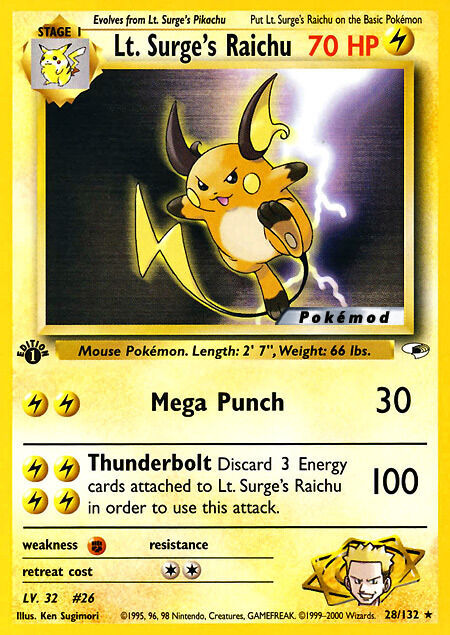 Evolves from Lt. Surge's Pikachu Put Lt. Surge's Raichu on the Basic Pokémon
STAGE 1
Lt. Surge's Raichu 70 HP
Pokémod
EDITION
1
Mouse Pokémon. Length: 2' 7", Weight: 66 lbs.
Mega Punch 30
Thunderbolt Discard 3 Energy
cards attached to Lt. Surge's Raichu
in order to use this attack.
100
weakness resistance
retreat cost
LV. 32 #26
Illus. Ken Sugimori ©1995, 96, 98 Nintendo, Creatures, GAMEFREAK. ©1999-2000 Wizards. 28/132 ★